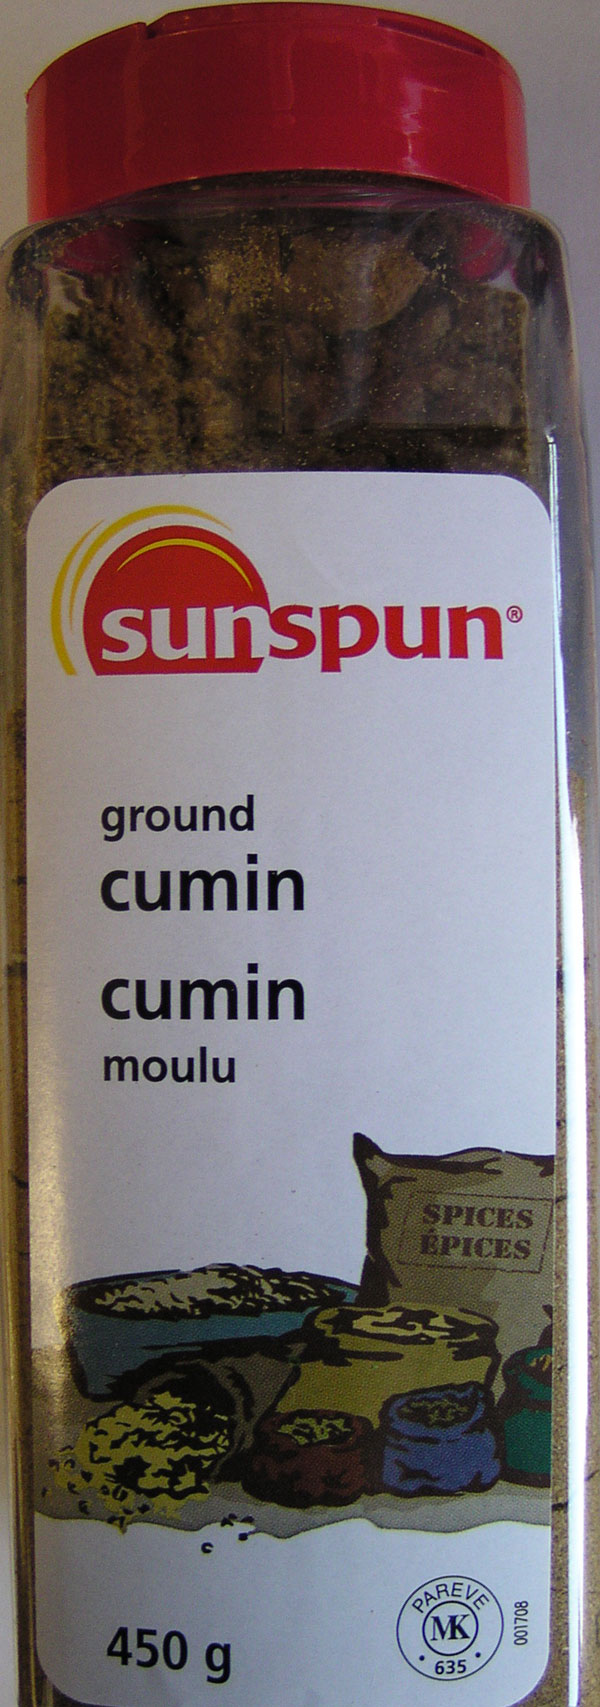 sunspun®
ground
cumin
cumin
moulu
SPICES
ÉPICES
450 g
PAREVE
MK
• 635 •
001708